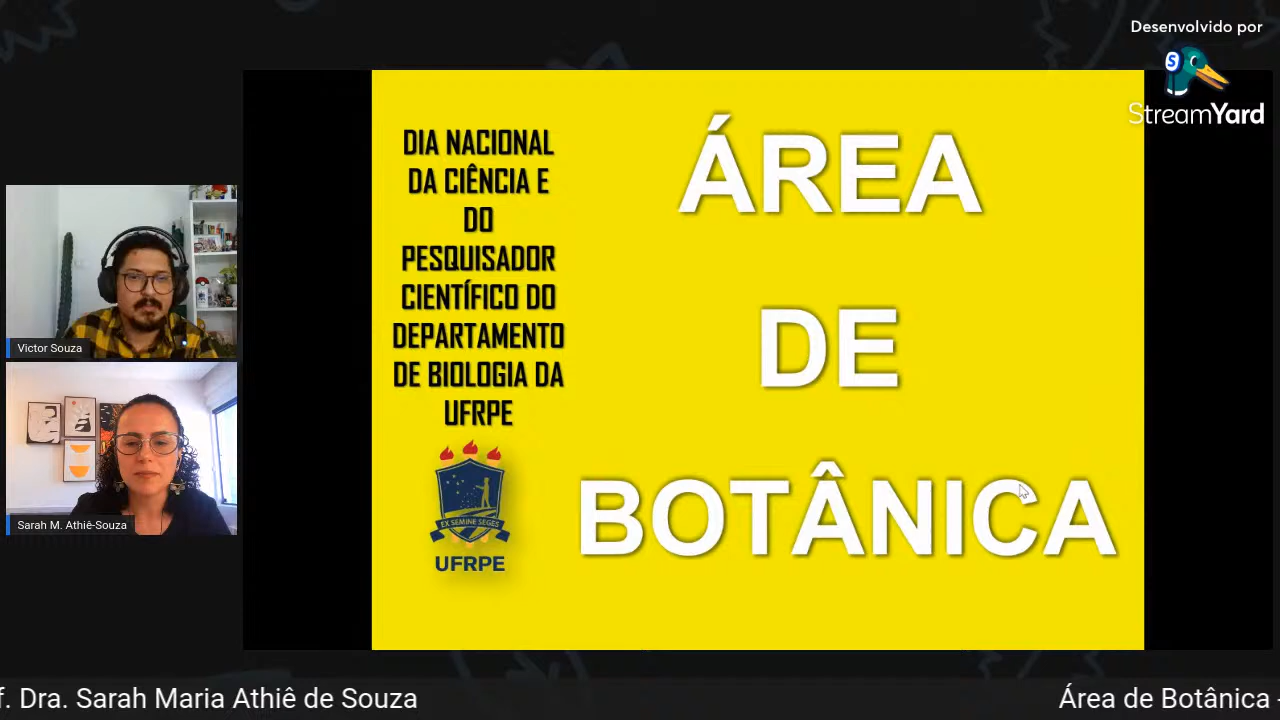 Desenvolvido por
StreamYard
DIA NACIONAL
DA CIÊNCIA E
DO
PESQUISADOR
CIENTÍFICO DO
DEPARTAMENTO
DE BIOLOGIA DA
UFRPE
EX SEMINE SEGES
UFRPE
ÁREA
DE
BOTÂNICA
Victor Souza
Sarah M. Athiê-Souza
f. Dra. Sarah Maria Athiê de Souza
Área de Botânica -